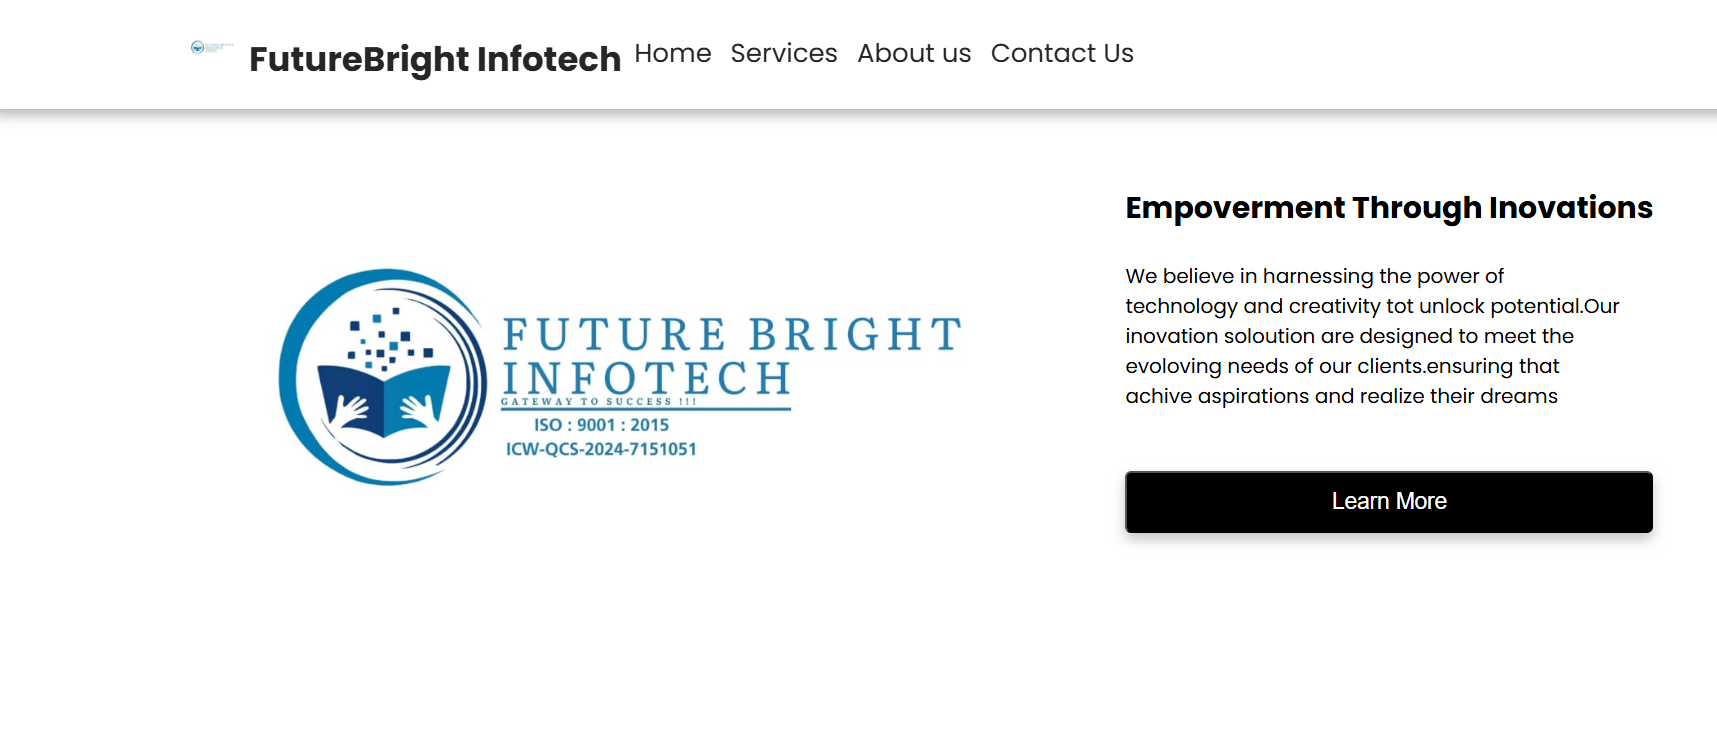 FutureBright Infotech Home Services About us Contact Us
Empoverment Through Inovations
We believe in harnessing the power of
technology and creativity tot unlock potential.Our
inovation soloution are designed to meet the
evoloving needs of our clients.ensuring that
achive aspirations and realize their dreams
Learn More
FUTURE BRIGHT
INFOTECH
GATEWAY TO SUCCESS !!!
ISO : 9001 : 2015
ICW-QCS-2024-7151051